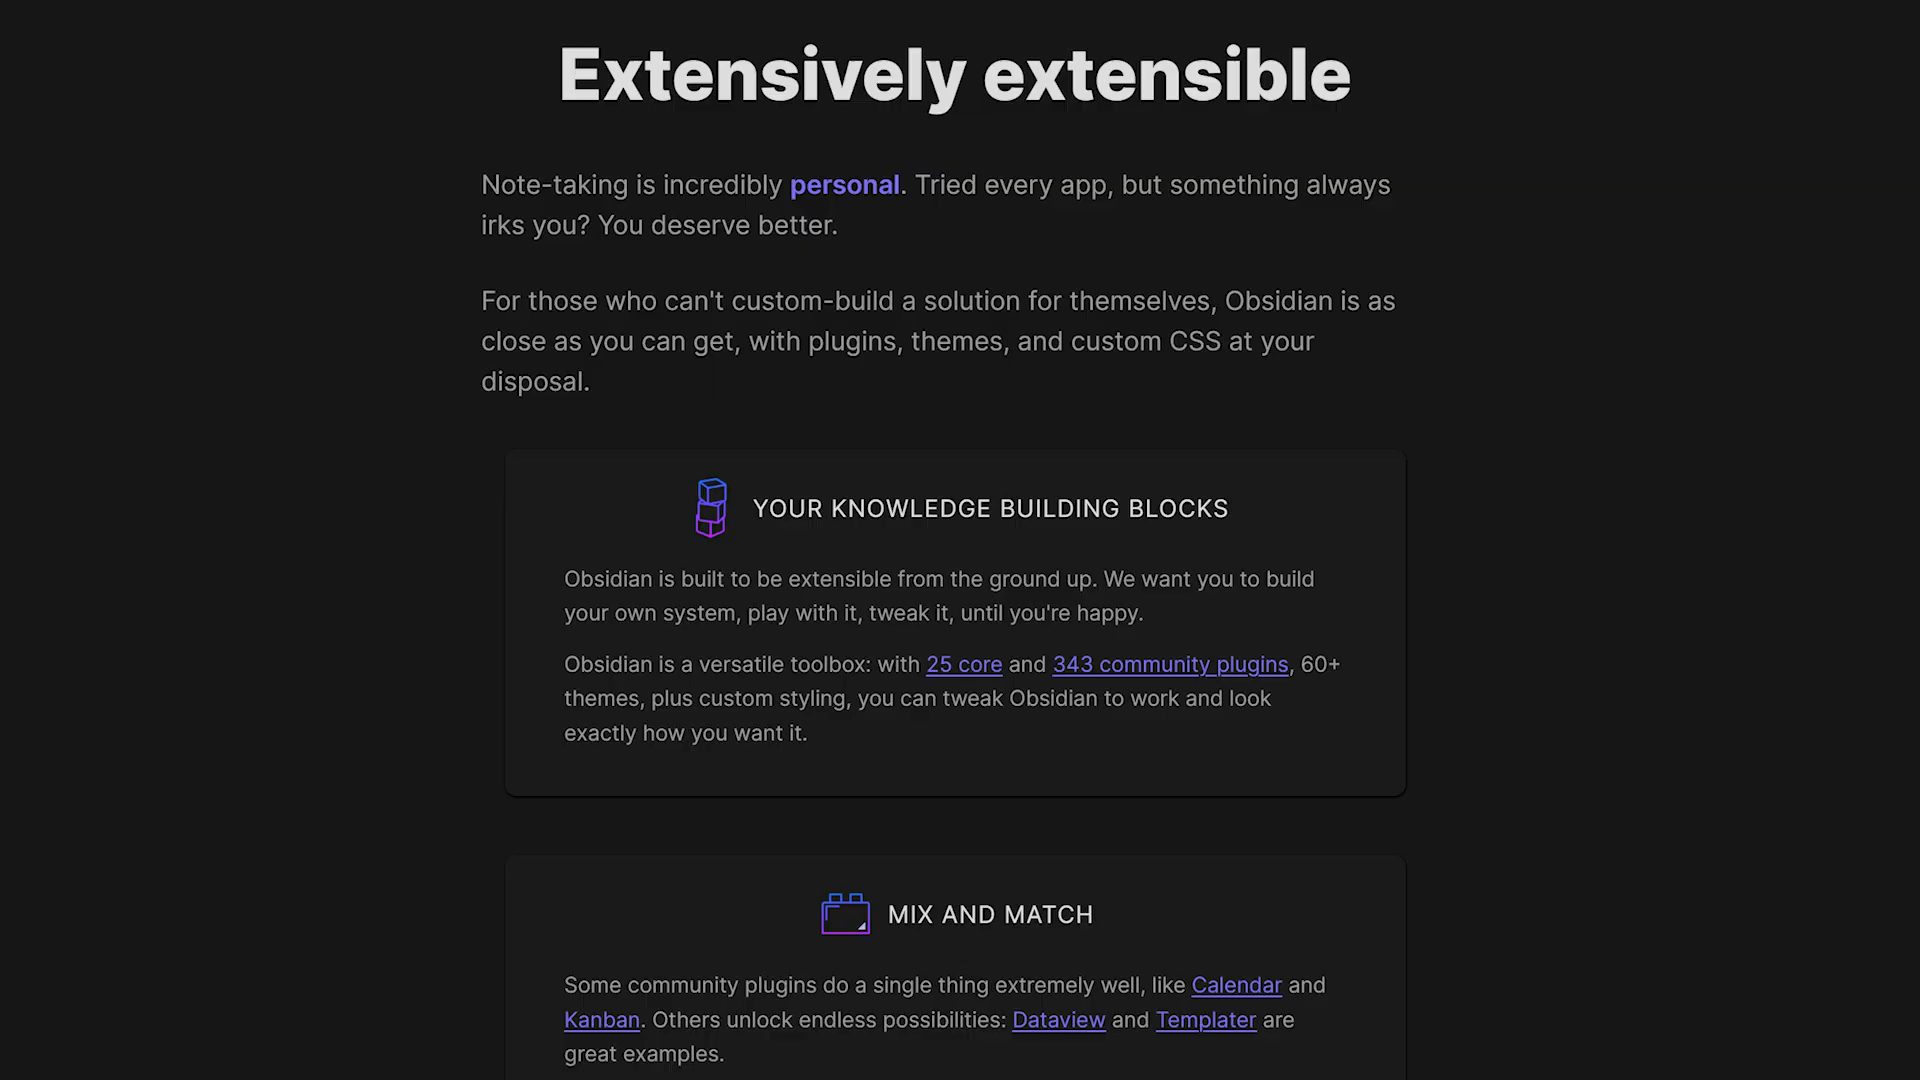 Extensively extensible
Note-taking is incredibly personal. Tried every app, but something always
irks you? You deserve better.
For those who can't custom-build a solution for themselves, Obsidian is as
close as you can get, with plugins, themes, and custom CSS at your
disposal.
YOUR KNOWLEDGE BUILDING BLOCKS
Obsidian is built to be extensible from the ground up. We want you to build
your own system, play with it, tweak it, until you're happy.
Obsidian is a versatile toolbox: with 25 core and 343 community plugins, 60+
themes, plus custom styling, you can tweak Obsidian to work and look
exactly how you want it.
MIX AND MATCH
Some community plugins do a single thing extremely well, like Calendar and
Kanban. Others unlock endless possibilities: Dataview and Templater are
great examples.